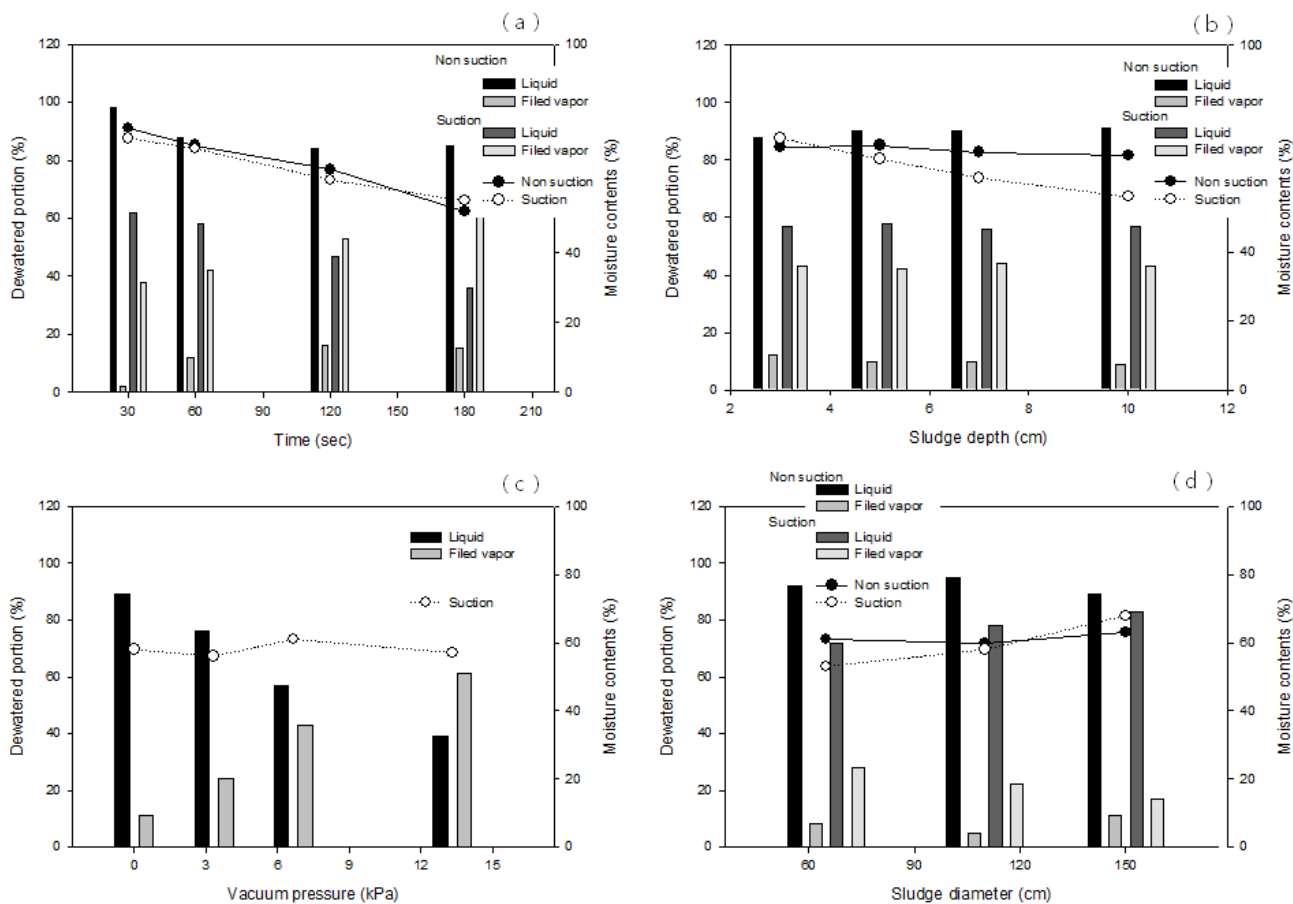 ( a )
120
100
80
60
40
20
0
Dewatered portion (%)
30
60
90
120
150
180
210
Time (sec)
100
40
20
0
Moisture contents (%)
Non suction
Liquid
Filed vapor
Suction
Liquid
Filed vapor
Non suction
Suction
( b )
120
100
80
60
40
20
0
Dewatered portion (%)
2
4
6
8
10
12
Sludge depth (cm)
100
40
20
0
Moisture contents (%)
Non suction
Liquid
Filed vapor
Suction
Liquid
Filed vapor
Non suction
Suction
( c )
120
100
80
60
40
20
0
Dewatered portion (%)
0
3
6
9
12
15
Vacuum pressure (kPa)
100
80
60
40
20
0
Moisture contents (%)
Liquid
Filed vapor
Suction
( d )
120
100
80
60
40
20
0
Dewatered portion (%)
60
90
120
150
Sludge diameter (cm)
100
80
60
40
20
0
Moisture contents (%)
Non suction
Liquid
Filed vapor
Suction
Liquid
Filed vapor
Non suction
Suction